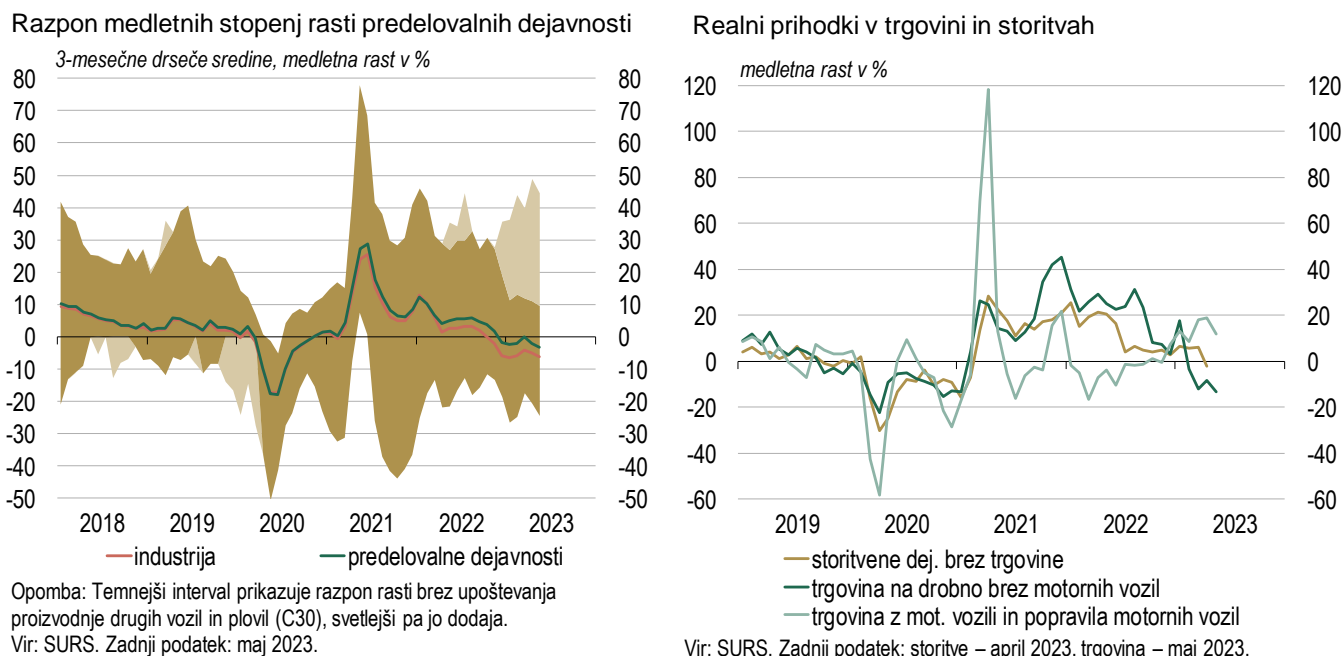 Razpon medletnih stopenj rasti predelovalnih dejavnosti
3-mesečne drseče sredine, medletna rast v %
80 80
70 70
60 60
50 50
40 40
30 30
20 20
10 10
0 0
-10 -10
-20 -20
-30 -30
-40 -40
-50 -50
2018 2019 2020 2021 2022 2023
industrija predelovalne dejavnosti
Opomba: Temnejši interval prikazuje razpon rasti brez upoštevanja
proizvodnje drugih vozil in plovil (C30), svetlejši pa jo dodaja.
Vir: SURS. Zadnji podatek: maj 2023.
Realni prihodki v trgovini in storitvah
medletna rast v %
120 120
100 100
80 80
60 60
40 40
20 20
0 0
-20 -20
-40 -40
-60 -60
2019 2020 2021 2022 2023
storitvene dej. brez trgovine
trgovina na drobno brez motornih vozil
trgovina z mot. vozili in popravila motornih vozil
Vir: SURS. Zadnji podatek: storitve – april 2023, trgovina – maj 2023.